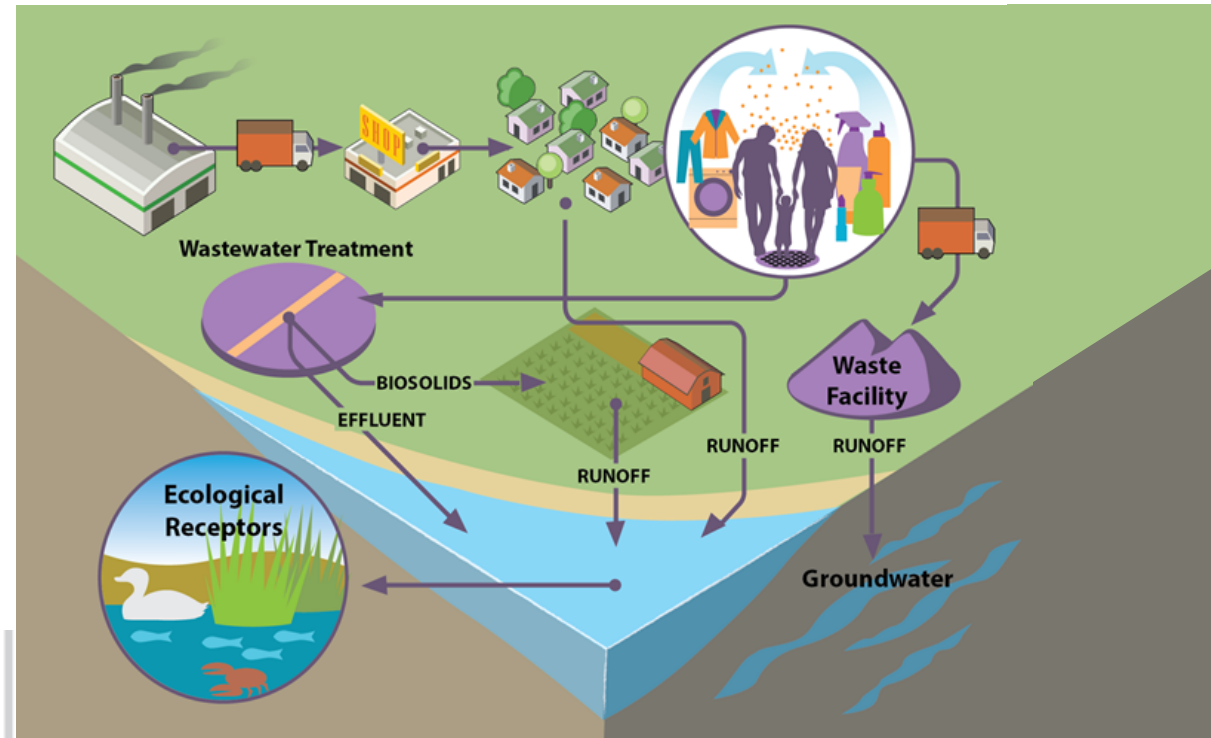 SHOP
Wastewater Treatment
BIOSOLIDS
EFFLUENT
RUNOFF
RUNOFF
Waste
Facility
RUNOFF
Ecological
Receptors
Groundwater